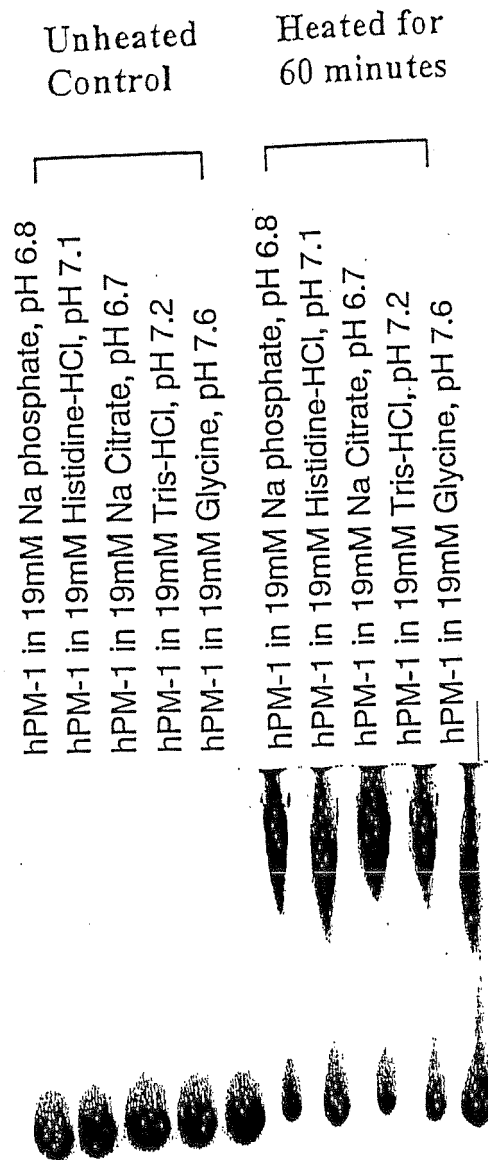 Unheated
Control
Heated for
60 minutes
hPM-1 in 19mM Na phosphate, pH 6.8
hPM-1 in 19mM Histidine-HCl, pH 7.1
hPM-1 in 19mM Na Citrate, pH 6.7
hPM-1 in 19mM Tris-HCl, pH 7.2
hPM-1 in 19mM Glycine, pH 7.6
hPM-1 in 19mM Na phosphate, pH 6.8
hPM-1 in 19mM Histidine-HCl, pH 7.1
hPM-1 in 19mM Na Citrate, pH 6.7
hPM-1 in 19mM Tris-HCl, pH 7.2
hPM-1 in 19mM Glycine, pH 7.6